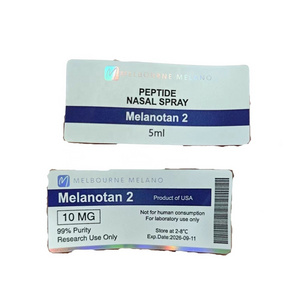 MELBOURNE MELANO
PEPTIDE
NASAL SPRAY
Melanotan 2
5ml
MELBOURNE MELANO
Melanotan 2
Product of USA
10 MG
99% Purity
Research Use Only
Not for human consumption
For laboratory use only
Store at 2-8°C
Exp.Date:2026-09-11